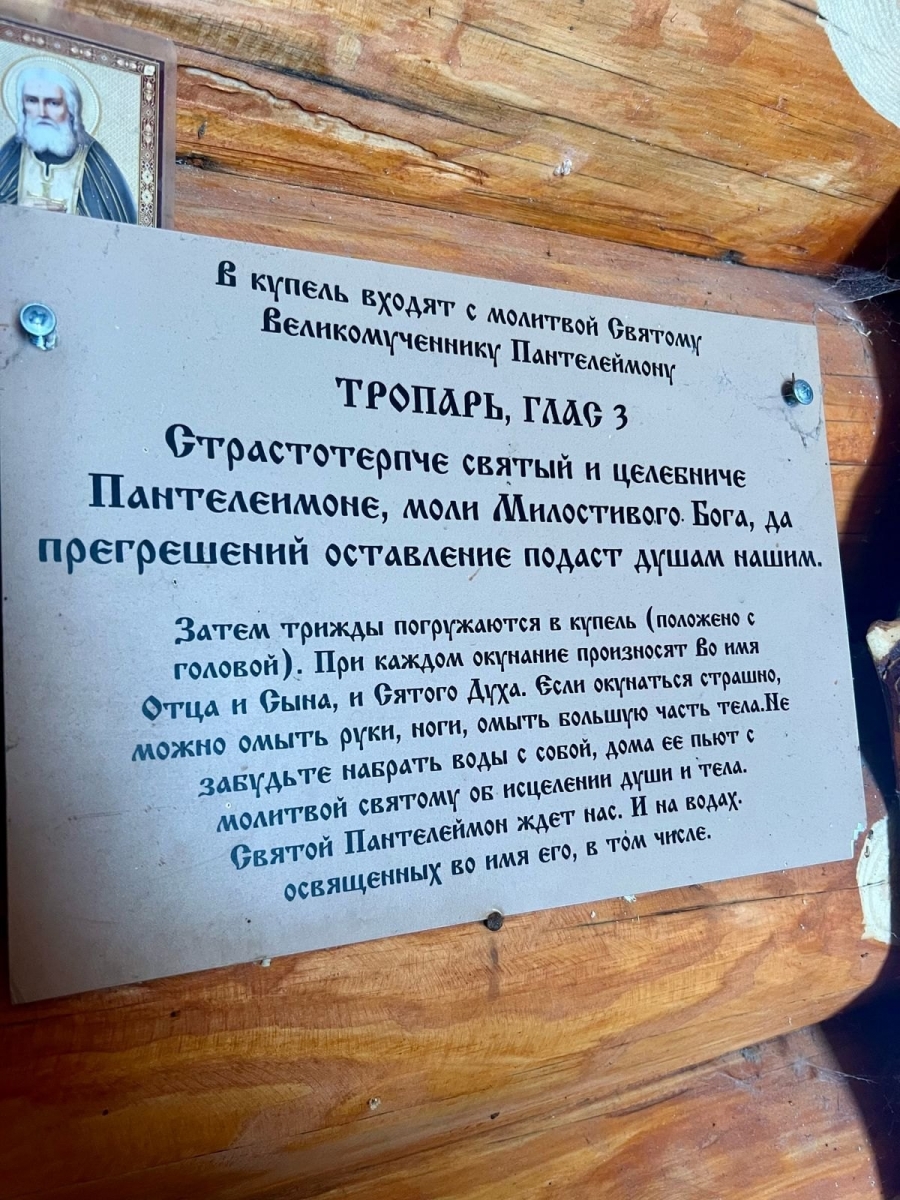 В купель входят с молитвой Святому
Великомученнику Пантелеймону
ТРОПАРЬ, ГЛАС 3
Страстотерпче святый и целебниче
Пантелеимоне, моли Милостивого Бога, да
прегрешений оставление подаст душам нашим.
Затем трижды погружаются в купель (положено с
головой). При каждом окунание произносят Во имя
Отца и Сына, и Святого Духа. Если окунаться страшно,
можно омыть руки, ноги, омыть большую часть тела.Не
забудьте набрать воды с собой, дома ее пьют с
молитвой святому об исцелении души и тела.
Святой Пантелеймон ждет нас. И на водах.
освященных во имя его, в том числе.